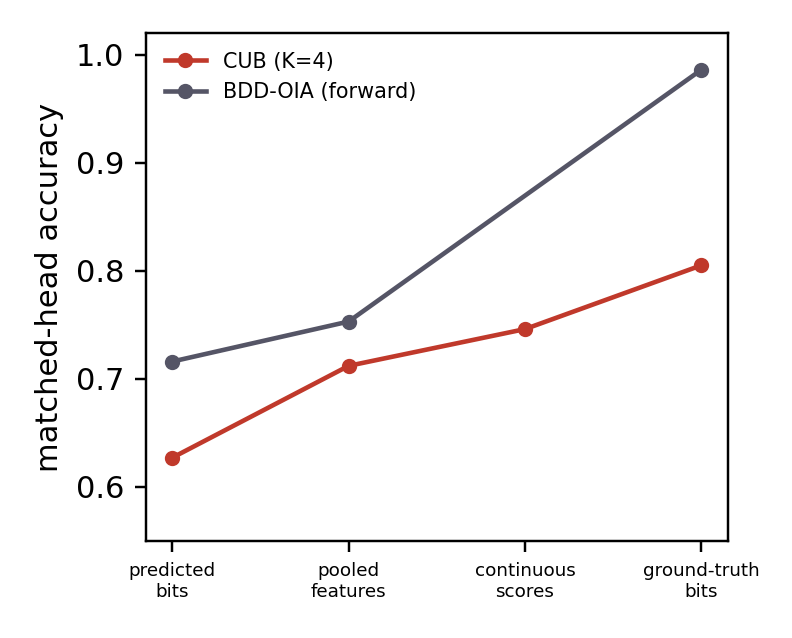 CUB (K=4)
BDD-OIA (forward)
matched-head accuracy
1.0
0.9
0.8
0.7
0.6
predicted
bits
pooled
features
continuous
scores
ground-truth
bits